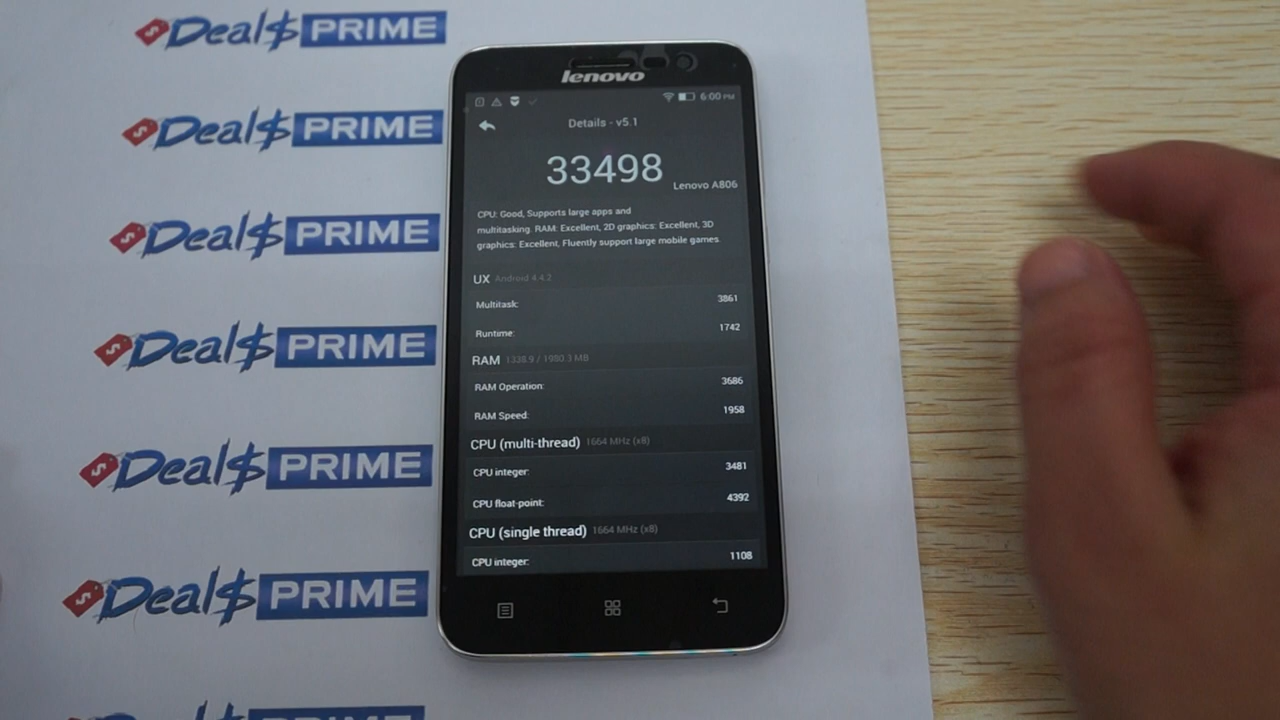 Deal$ PRIME
Deal$ PRIME
Deal$ PRIME
Deal$ PRIME
Deal$ PRIME
Deal$ PRIME
Deal$ PRIME
lenovo
6:00 PM
Details - v5.1
33498
Lenovo A806
CPU: Good, Supports large apps and
multitasking. RAM: Excellent, 2D graphics: Excellent, 3D
graphics: Excellent, Fluently support large mobile games.
UX Android 4.4.2
Multitask: 3861
Runtime: 1742
RAM 1338.9 / 1980.3 MB
RAM Operation: 3686
RAM Speed: 1958
CPU (multi-thread) 1664 MHz (x8)
CPU integer: 3481
CPU float-point: 4392
CPU (single thread) 1664 MHz (x8)
CPU integer: 1108